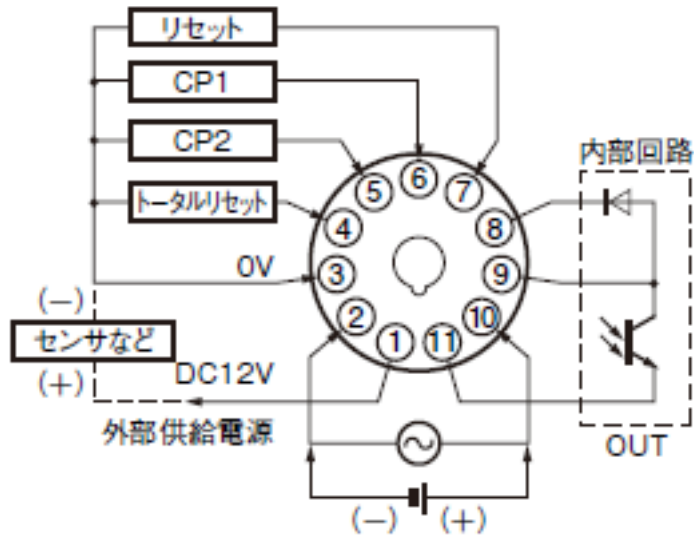 リセット
CP1
CP2
トータルリセット
0V
(−)
センサなど
(+)
DC12V
外部供給電源
内部回路
OUT
⑥
⑤ ⑦
④ ⑧
③ ⑨
② ⑩
① ⑪
(−) (+)